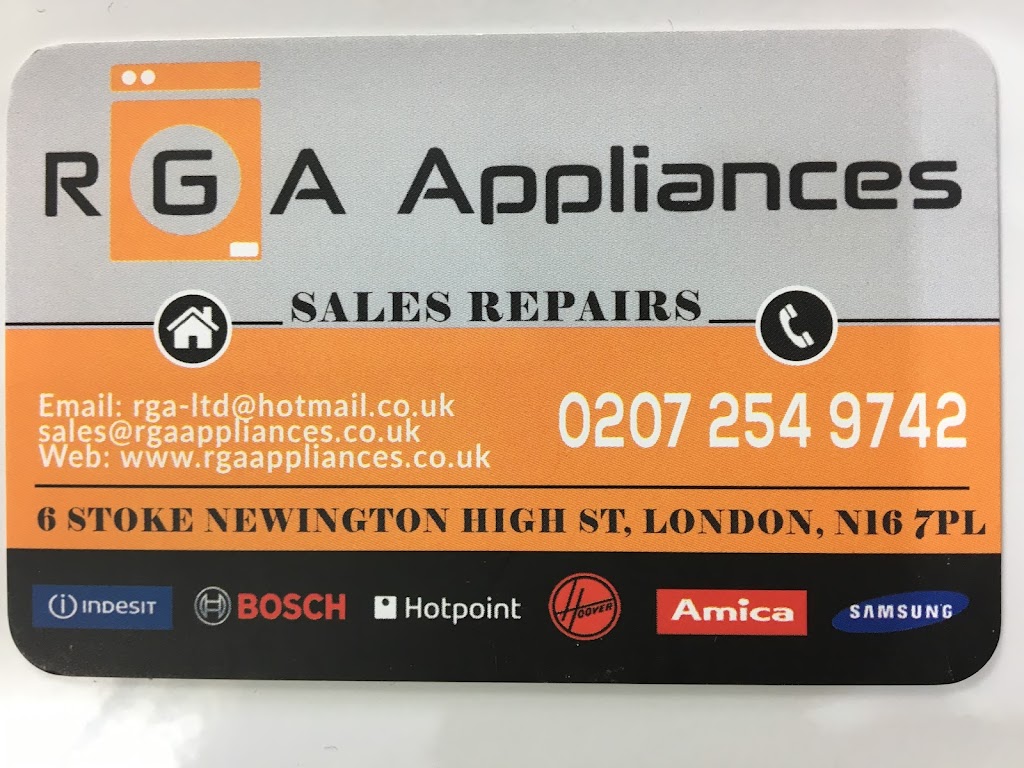 RGA Appliances
SALES REPAIRS
Email: rga-ltd@hotmail.co.uk
sales@rgaappliances.co.uk
Web: www.rgaappliances.co.uk
0207 254 9742
6 STOKE NEWINGTON HIGH ST, LONDON, N16 7PL
i INDESIT BOSCH Hotpoint HOOVER Amica SAMSUNG